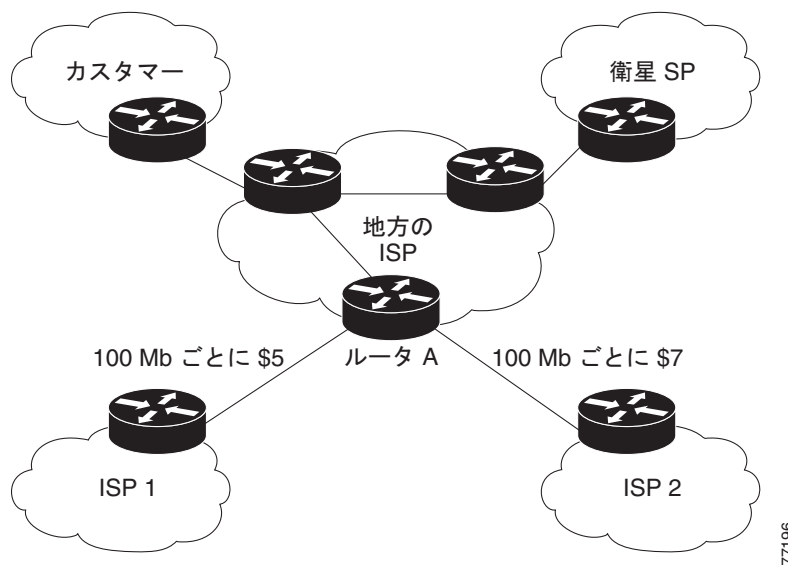 カスタマー
衛星 SP
地方の
ISP
100 Mb ごとに $5
ルータ A
100 Mb ごとに $7
ISP 1
ISP 2
77196